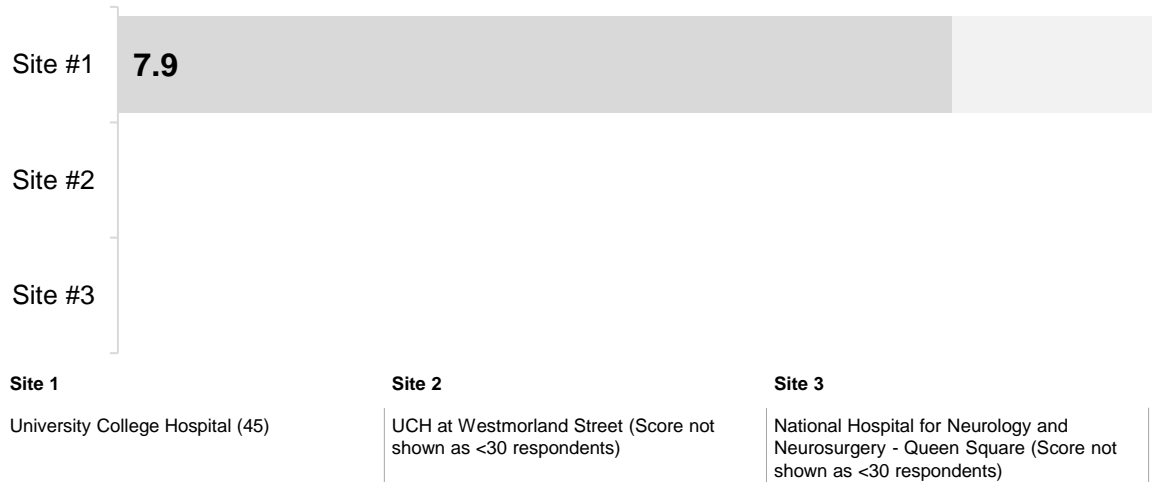 Site #1
7.9
Site #2
Site #3
Site 1
University College Hospital (45)
Site 2
UCH at Westmorland Street (Score not
shown as <30 respondents)
Site 3
National Hospital for Neurology and
Neurosurgery - Queen Square (Score not
shown as <30 respondents)